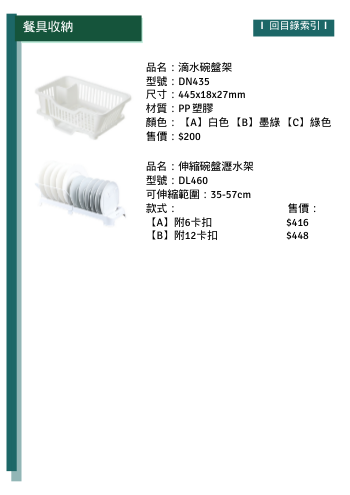 餐具收納
I 回目錄索引 I
品名：滴水碗盤架
型號：DN435
尺寸：445x18x27mm
材質：PP 塑膠
顏色：【A】白色【B】墨綠【C】綠色
售價：$200
品名：伸縮碗盤瀝水架
型號：DL460
可伸縮範圍：35-57cm
款式： 售價：
【A】附6卡扣 $416
【B】附12卡扣 $448